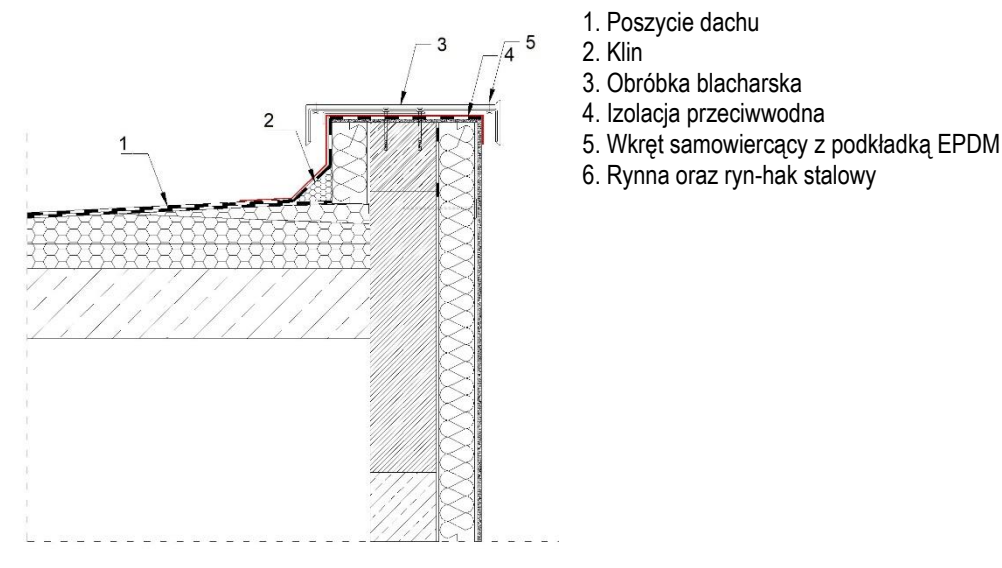 1. Poszycie dachu
2. Klin
3. Obróbka blacharska
4. Izolacja przeciwwodna
5. Wkręt samowiercący z podkładką EPDM
6. Rynna oraz ryn-hak stalowy
3
5
4
2
1